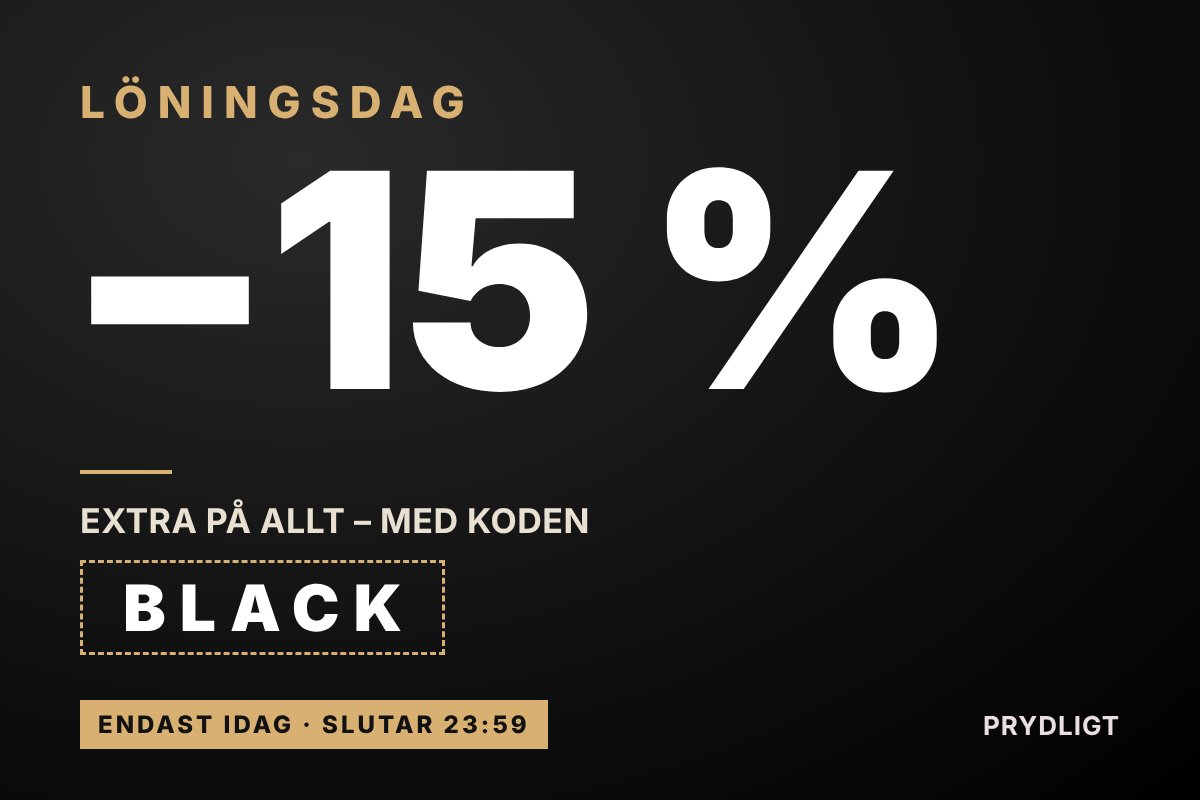 LÖNINGSDAG
–15 %
EXTRA PÅ ALLT – MED KODEN
BLACK
ENDAST IDAG · SLUTAR 23:59
PRYDLIGT